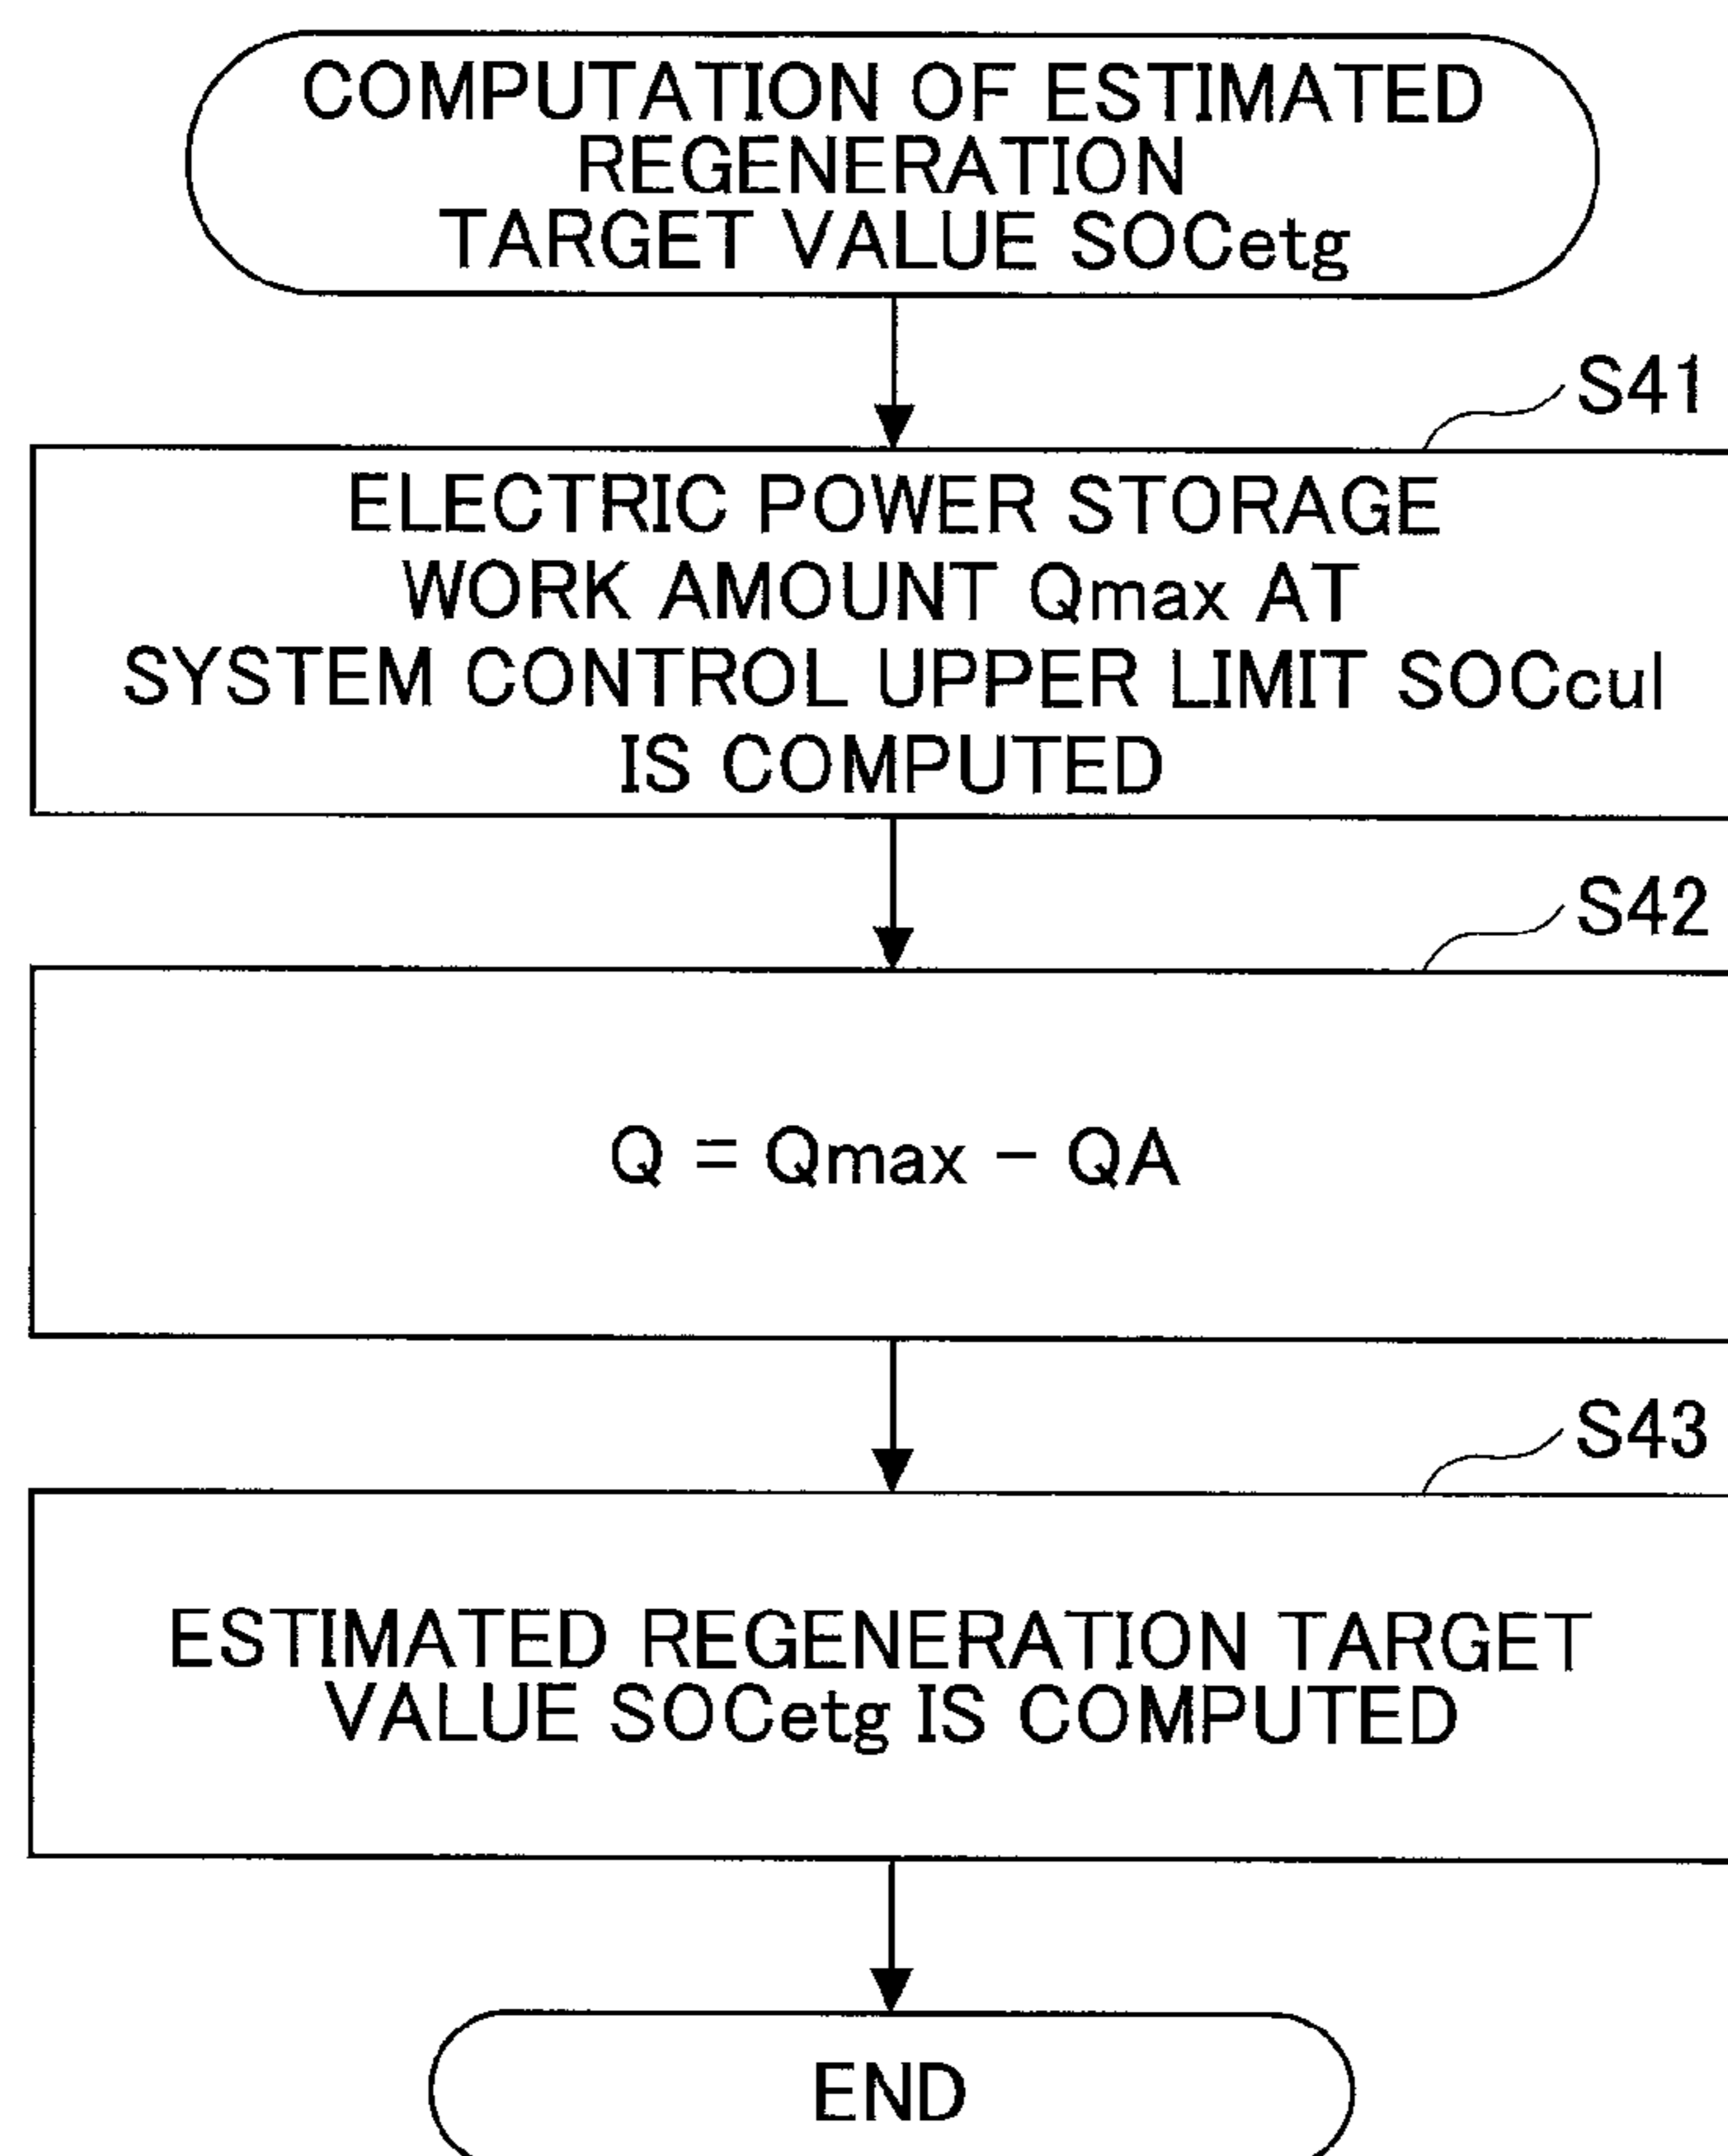 COMPUTATION OF ESTIMATED
REGENERATION
TARGET VALUE SOCetg
S41
ELECTRIC POWER STORAGE
WORK AMOUNT Qmax AT
SYSTEM CONTROL UPPER LIMIT SOCcul
IS COMPUTED
S42
Q = Qmax - QA
S43
ESTIMATED REGENERATION TARGET
VALUE SOCetg IS COMPUTED
END